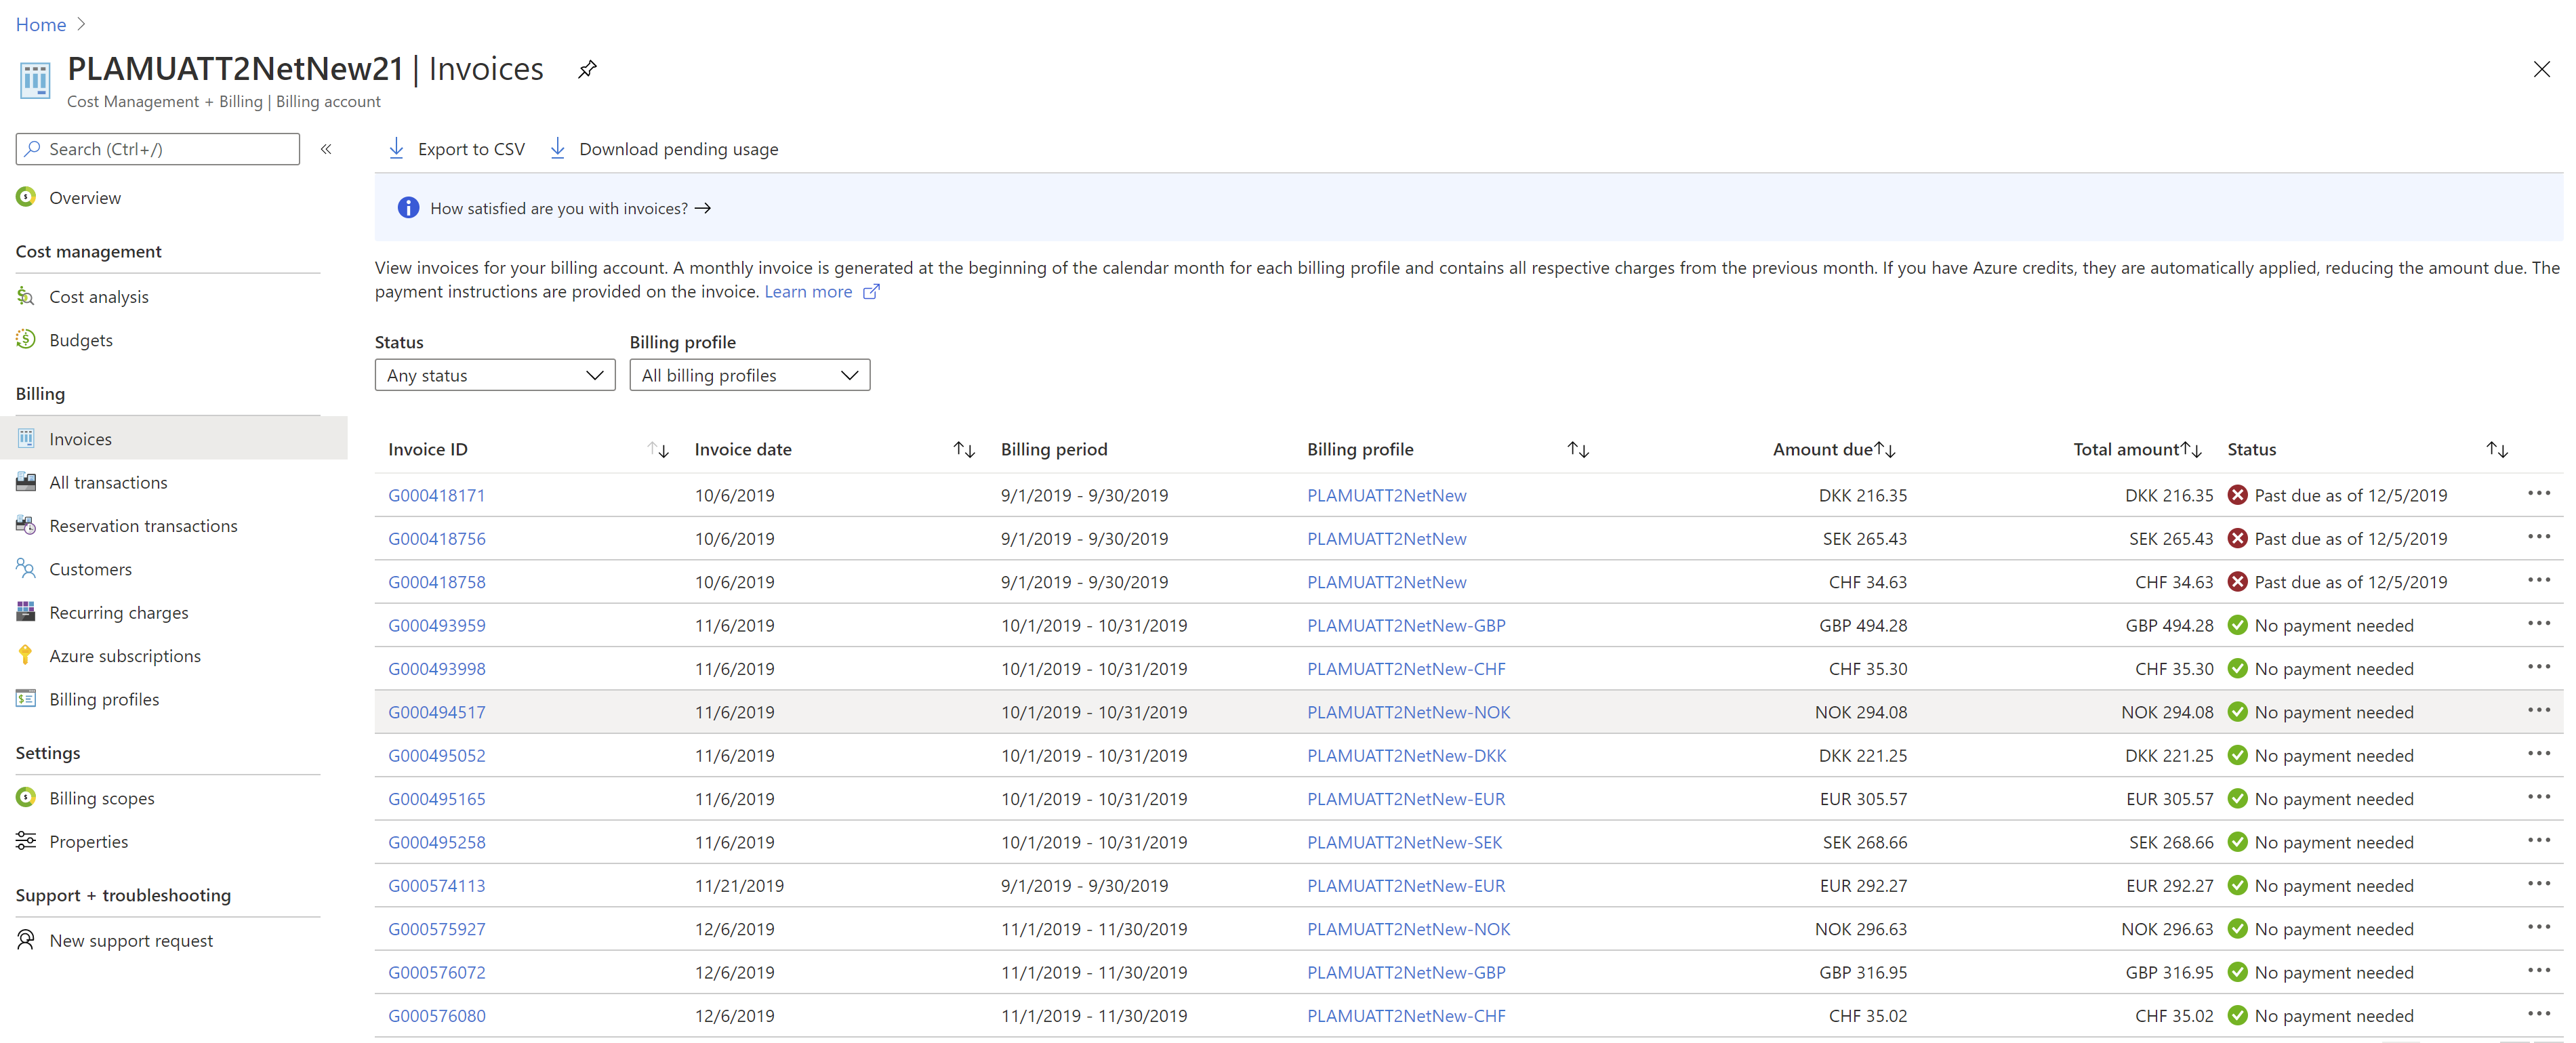 Home
PLAMUATT2NetNew21 | Invoices
Cost Management + Billing | Billing account
Search (Ctrl+/)
Overview
Cost management
Cost analysis
Budgets
Billing
Invoices
All transactions
Reservation transactions
Customers
Recurring charges
Azure subscriptions
Billing profiles
Settings
Billing scopes
Properties
Support + troubleshooting
New support request
Export to CSV Download pending usage
How satisfied are you with invoices?
View invoices for your billing account. A monthly invoice is generated at the beginning of the calendar month for each billing profile and contains all respective charges from the previous month. If you have Azure credits, they are automatically applied, reducing the amount due. The
payment instructions are provided on the invoice. Learn more
Status Billing profile
Any status All billing profiles
Invoice ID Invoice date Billing period Billing profile Amount due Total amount Status
G000418171 10/6/2019 9/1/2019 - 9/30/2019 PLAMUATT2NetNew DKK 216.35 DKK 216.35 Past due as of 12/5/2019
G000418756 10/6/2019 9/1/2019 - 9/30/2019 PLAMUATT2NetNew SEK 265.43 SEK 265.43 Past due as of 12/5/2019
G000418758 10/6/2019 9/1/2019 - 9/30/2019 PLAMUATT2NetNew CHF 34.63 CHF 34.63 Past due as of 12/5/2019
G000493959 11/6/2019 10/1/2019 - 10/31/2019 PLAMUATT2NetNew-GBP GBP 494.28 GBP 494.28 No payment needed
G000493998 11/6/2019 10/1/2019 - 10/31/2019 PLAMUATT2NetNew-CHF CHF 35.30 CHF 35.30 No payment needed
G000494517 11/6/2019 10/1/2019 - 10/31/2019 PLAMUATT2NetNew-NOK NOK 294.08 NOK 294.08 No payment needed
G000495052 11/6/2019 10/1/2019 - 10/31/2019 PLAMUATT2NetNew-DKK DKK 221.25 DKK 221.25 No payment needed
G000495165 11/6/2019 10/1/2019 - 10/31/2019 PLAMUATT2NetNew-EUR EUR 305.57 EUR 305.57 No payment needed
G000495258 11/6/2019 10/1/2019 - 10/31/2019 PLAMUATT2NetNew-SEK SEK 268.66 SEK 268.66 No payment needed
G000574113 11/21/2019 9/1/2019 - 9/30/2019 PLAMUATT2NetNew-EUR EUR 292.27 EUR 292.27 No payment needed
G000575927 12/6/2019 11/1/2019 - 11/30/2019 PLAMUATT2NetNew-NOK NOK 296.63 NOK 296.63 No payment needed
G000576072 12/6/2019 11/1/2019 - 11/30/2019 PLAMUATT2NetNew-GBP GBP 316.95 GBP 316.95 No payment needed
G000576080 12/6/2019 11/1/2019 - 11/30/2019 PLAMUATT2NetNew-CHF CHF 35.02 CHF 35.02 No payment needed